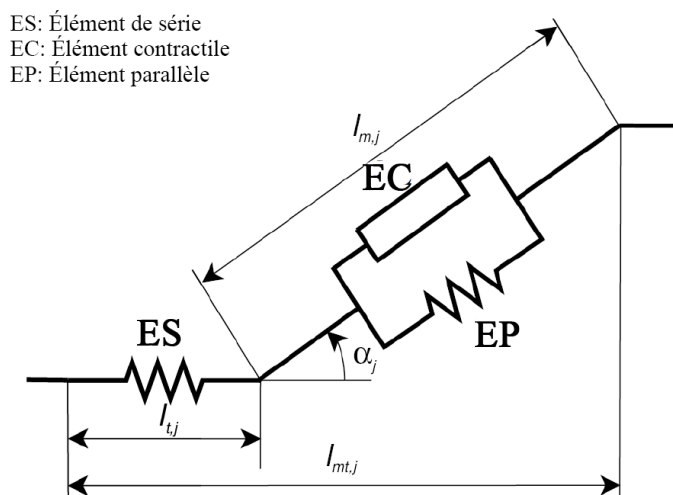 ES: Élément de série
EC: Élément contractile
EP: Élément parallèle
l_{m,j}
EC
ES
EP
α_j
l_{t,j}
l_{mt,j}